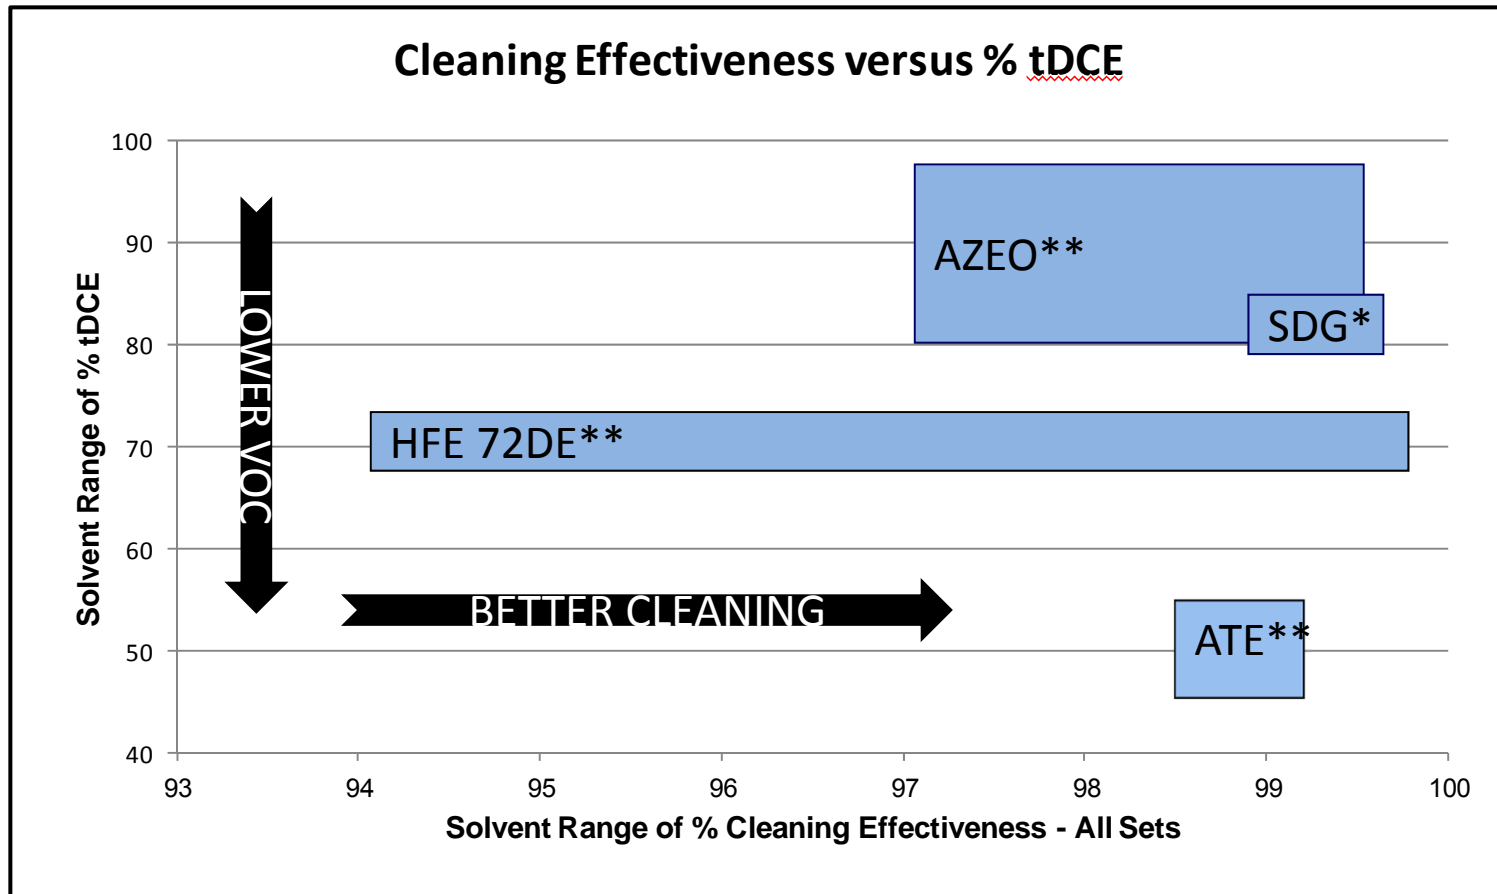 Cleaning Effectiveness versus % tDCE
Solvent Range of % tDCE
100
90
80
70
60
50
40
LOWER VOC
AZEO**
SDG*
HFE 72DE**
BETTER CLEANING
ATE**
93
94
95
96
97
98
99
100
Solvent Range of % Cleaning Effectiveness - All Sets